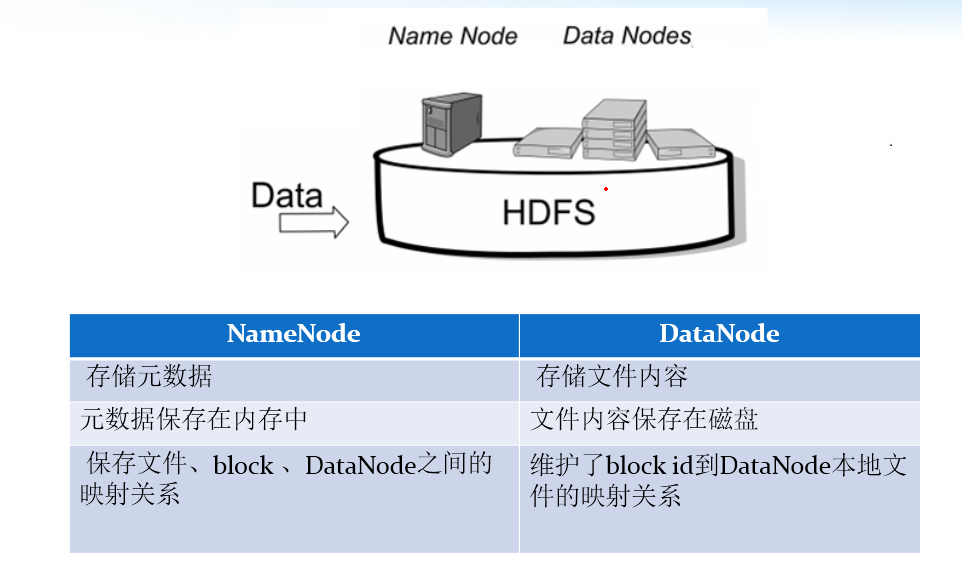 Name Node Data Nodes
Data
HDFS
NameNode DataNode
存储元数据 存储文件内容
元数据保存在内存中 文件内容保存在磁盘
保存文件、block 、DataNode之间的
映射关系
维护了block id到DataNode本地文
件的映射关系